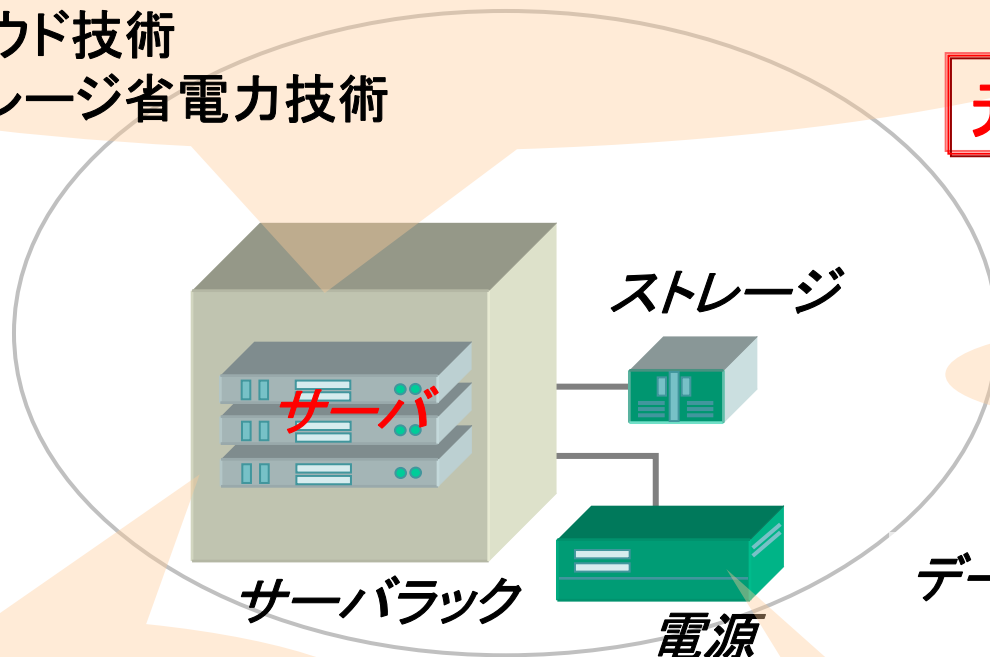 ウド技術
レージ省電力技術
ストレージ
サーバ
デー
サーバラック
電源